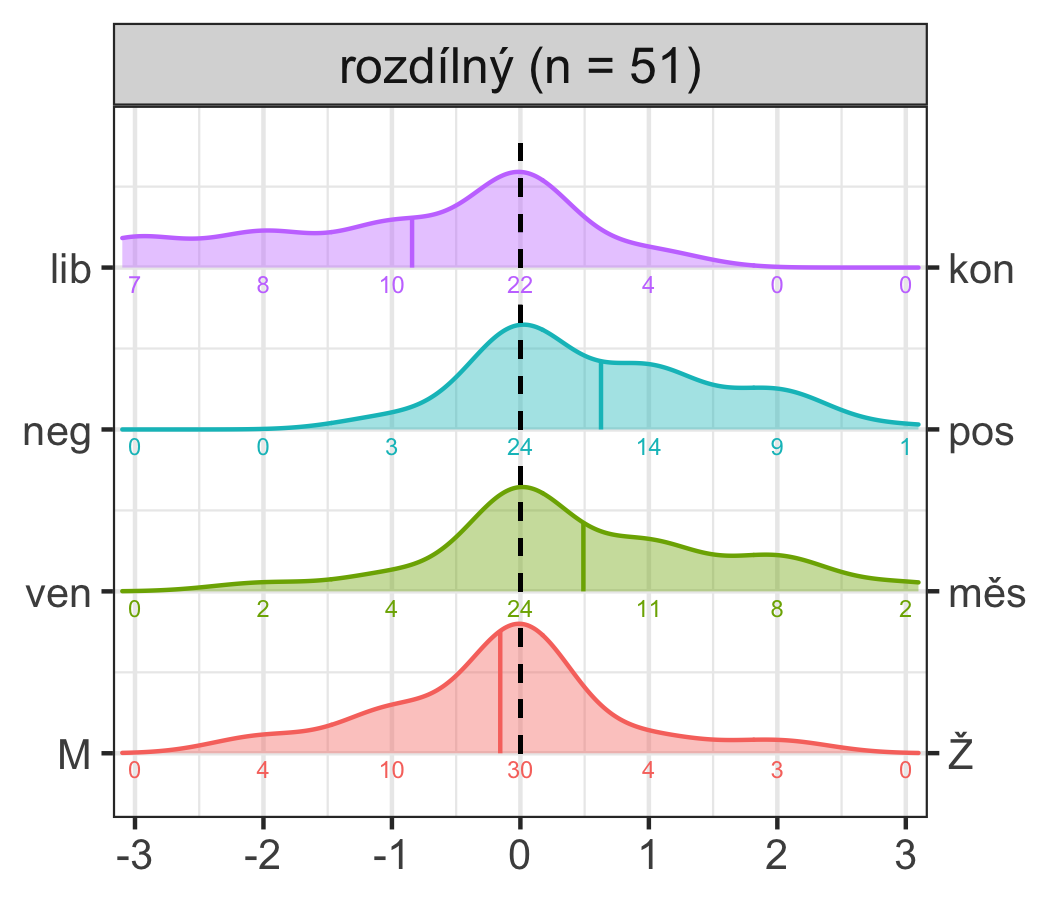 rozdílný (n = 51)
lib kon
7 8 10 22 4 0 0
neg pos
0 0 3 24 14 9 1
ven měs
0 2 4 24 11 8 2
M Ž
0 4 10 30 4 3 0
-3 -2 -1 0 1 2 3